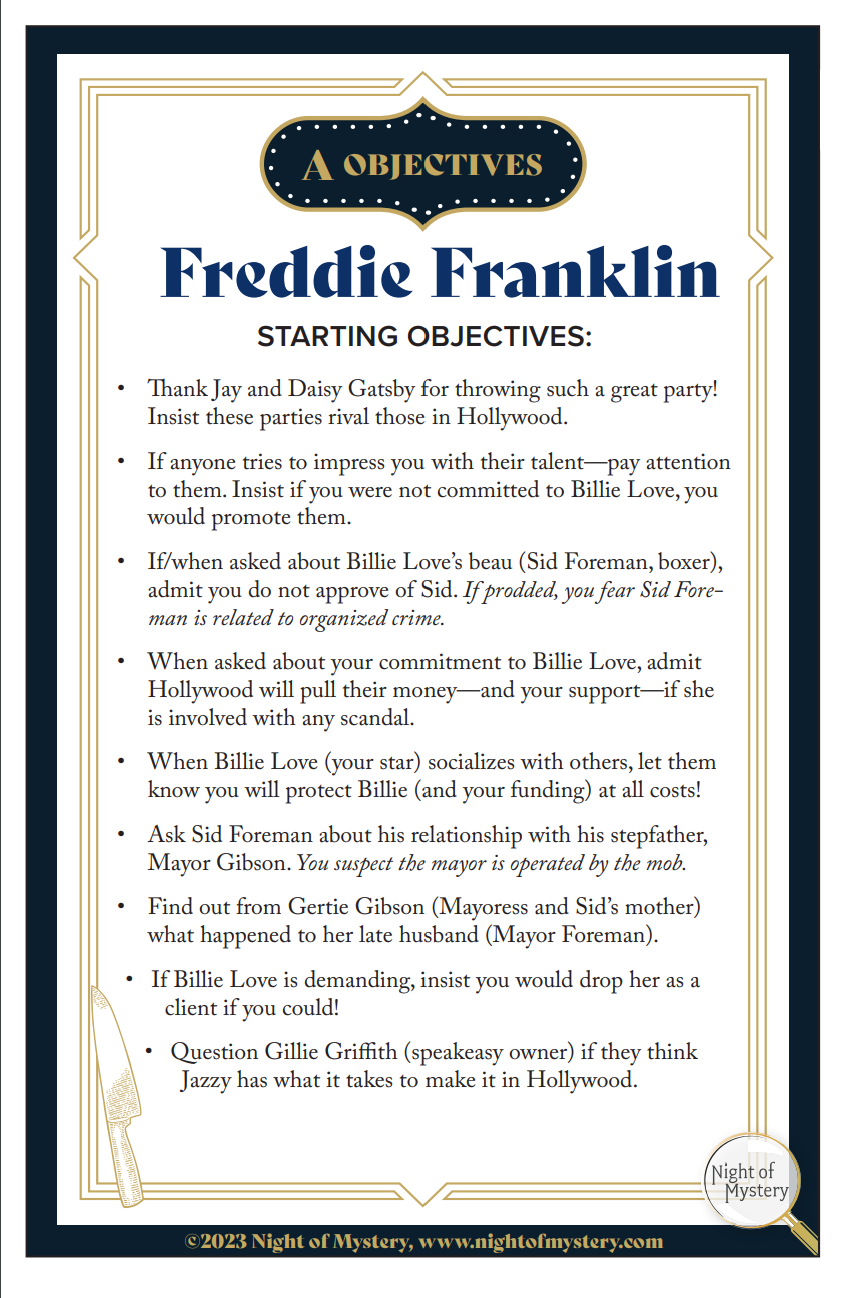 A OBJECTIVES
Freddie Franklin
STARTING OBJECTIVES:
• Thank Jay and Daisy Gatsby for throwing such a great party!
Insist these parties rival those in Hollywood.
• If anyone tries to impress you with their talent—pay attention
to them. Insist if you were not committed to Billie Love, you
would promote them.
• If/when asked about Billie Love's beau (Sid Foreman, boxer),
admit you do not approve of Sid. If prodded, you fear Sid Fore-
man is related to organized crime.
• When asked about your commitment to Billie Love, admit
Hollywood will pull their money—and your support—if she
is involved with any scandal.
• When Billie Love (your star) socializes with others, let them
know you will protect Billie (and your funding) at all costs!
• Ask Sid Foreman about his relationship with his stepfather,
Mayor Gibson. You suspect the mayor is operated by the mob.
• Find out from Gertie Gibson (Mayoress and Sid's mother)
what happened to her late husband (Mayor Foreman).
• If Billie Love is demanding, insist you would drop her as a
client if you could!
• Question Gillie Griffith (speakeasy owner) if they think
Jazzy has what it takes to make it in Hollywood.
Night of
Mystery
©2023 Night of Mystery, www.nightofmystery.com